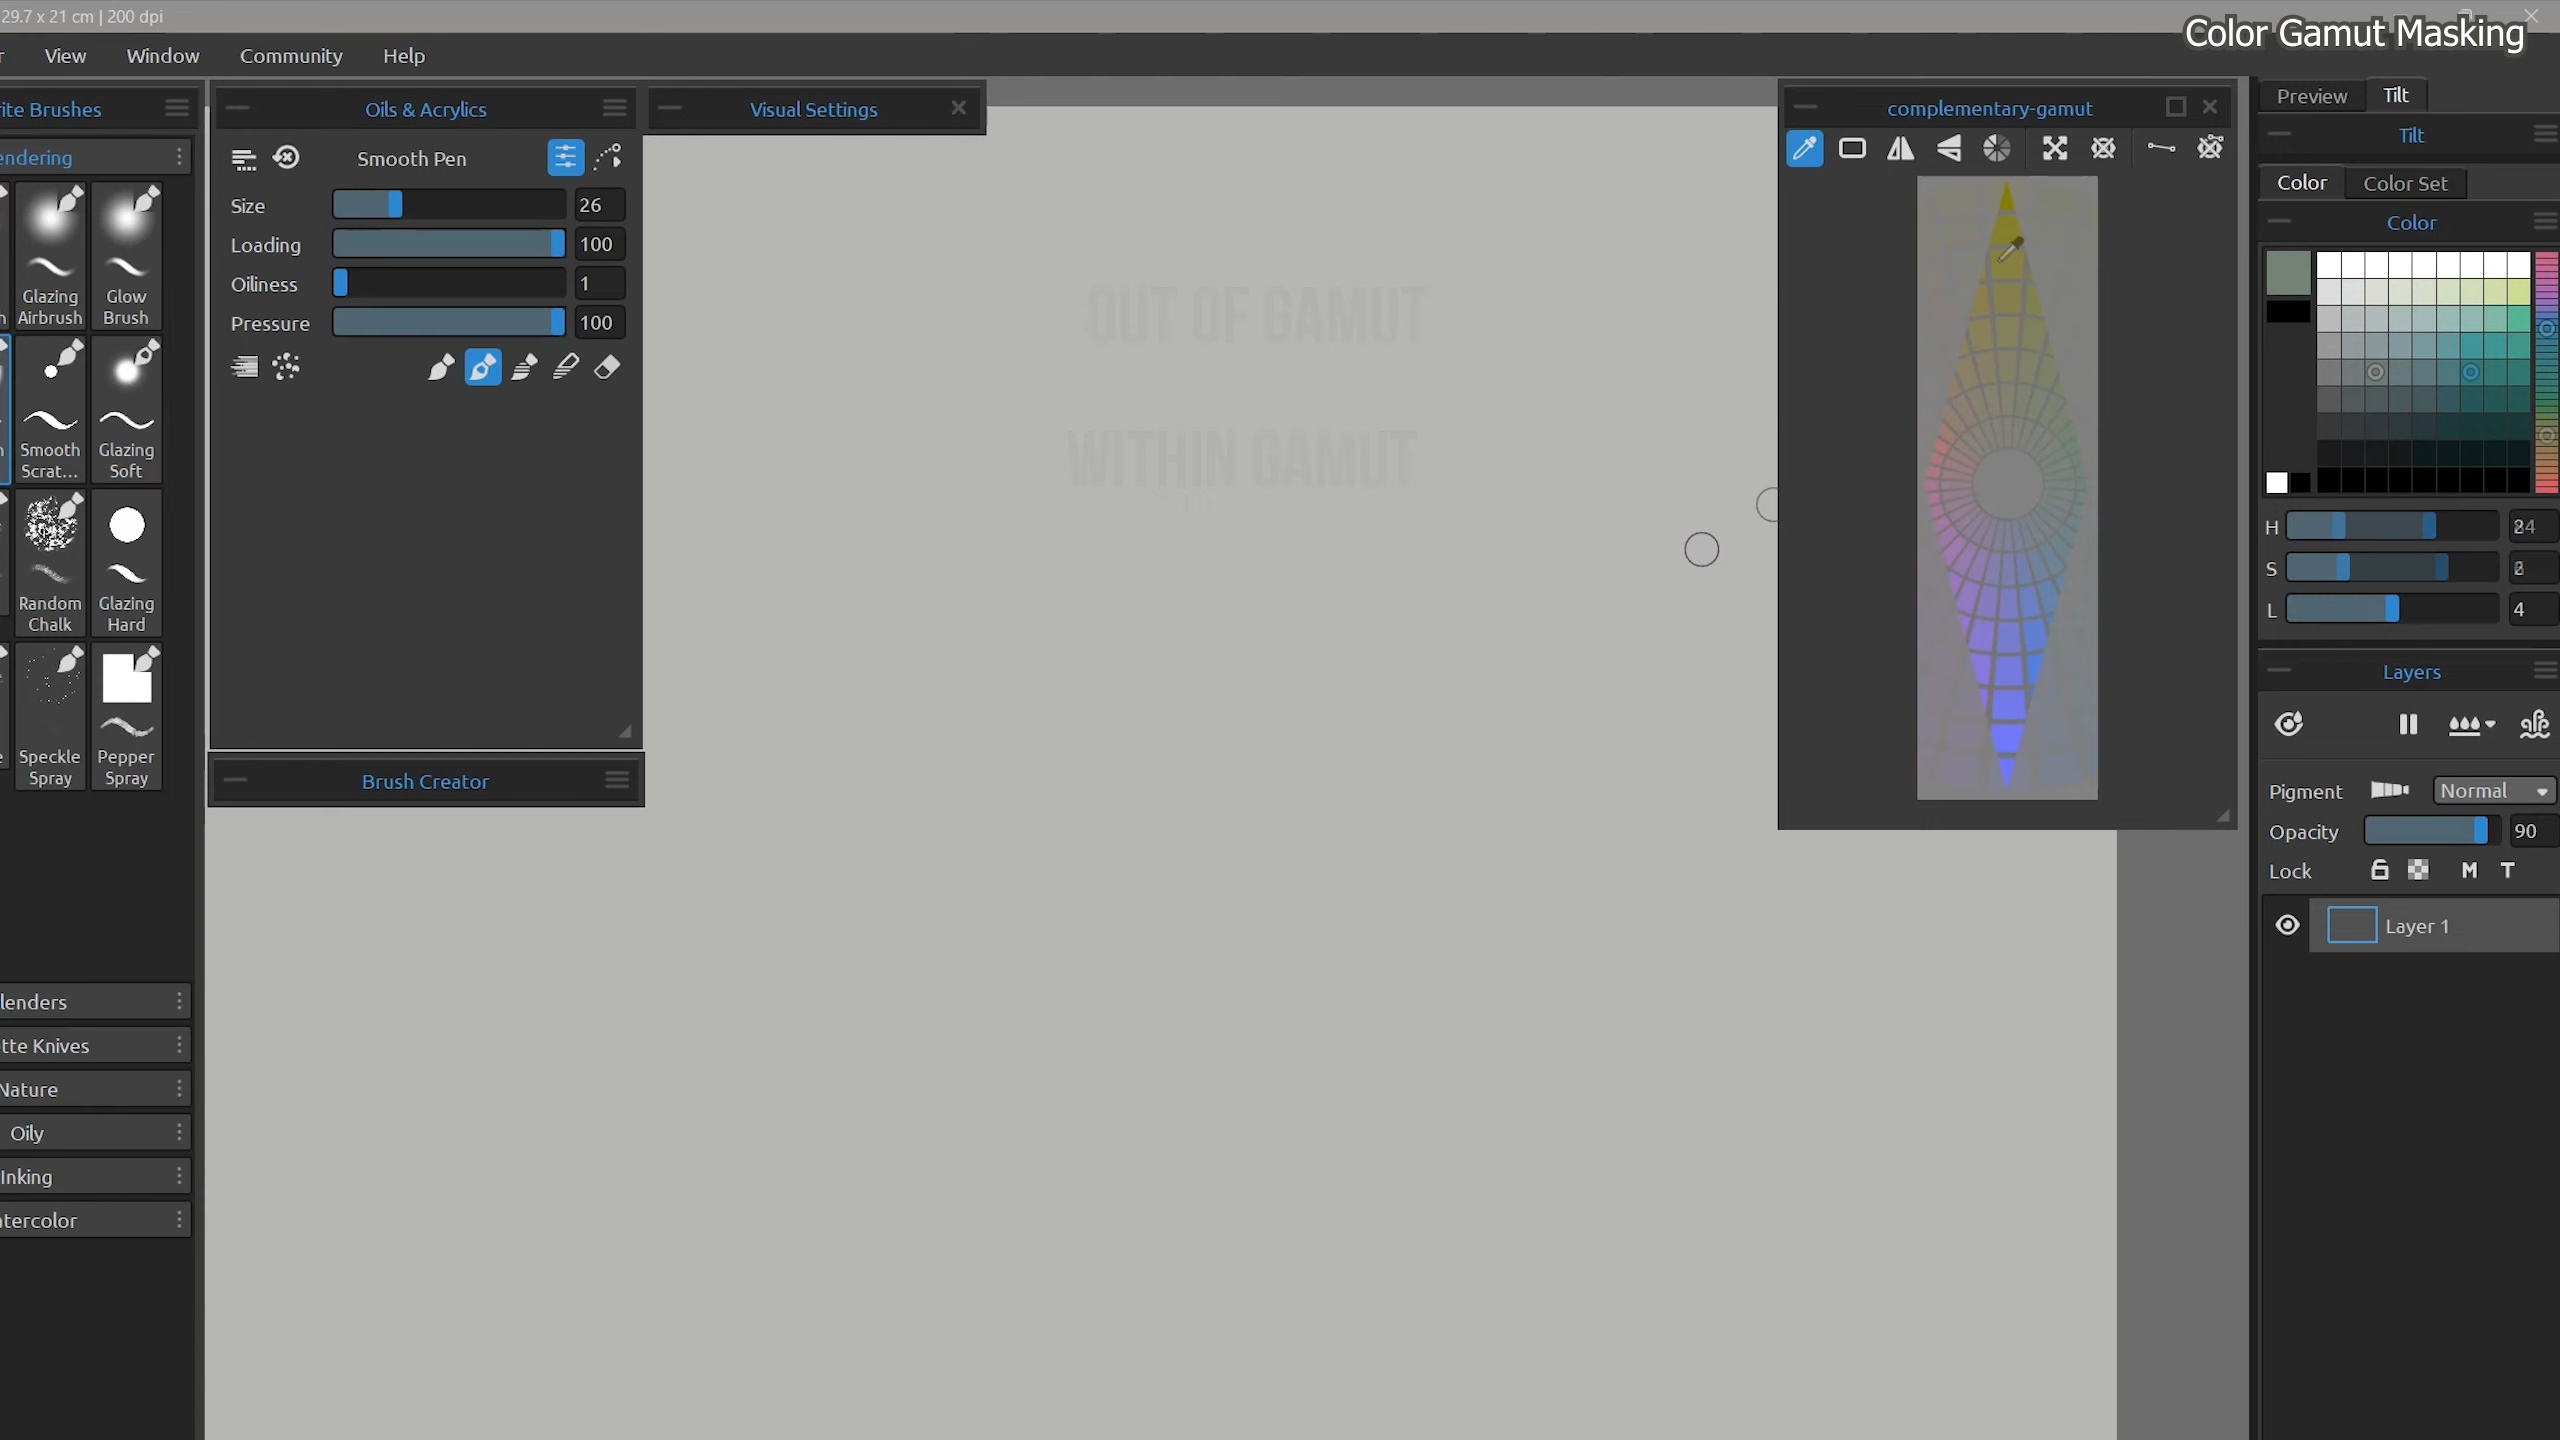 29.7 x 21 cm | 200 dpi
Color Gamut Masking
View Window Community Help
ite Brushes
endering
Glazing Airbrush
Glow Brush
Smooth Scrat...
Glazing Soft
Random Chalk
Glazing Hard
Speckle Spray
Pepper Spray
lenders
tte Knives
Nature
Oily
Inking
tercolor
Oils & Acrylics
Smooth Pen
Size 26
Loading 100
Oiliness 1
Pressure 100
Brush Creator
Visual Settings
OUT OF GAMUT
WITHIN GAMUT
complementary-gamut
Preview Tilt
Tilt
Color Color Set
Color
H
S
L 4
Layers
Pigment Normal
Opacity 90
Lock M T
Layer 1